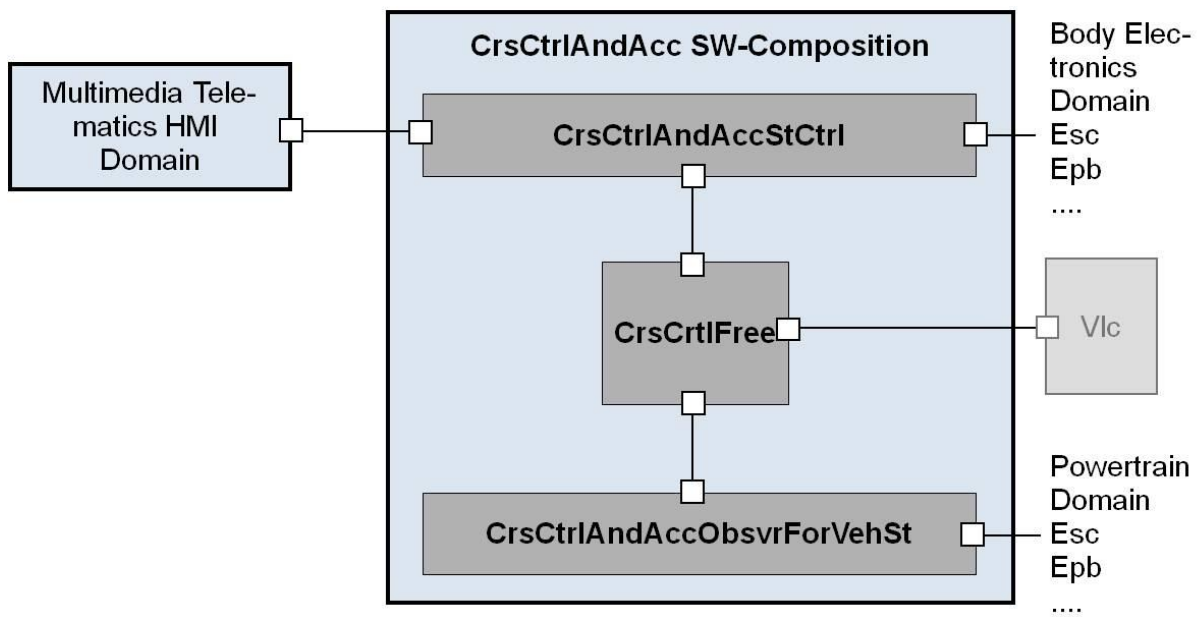 CrsCtrlAndAcc SW-Composition
Multimedia Tele-
matics HMI
Domain
CrsCtrlAndAccStCtrl
Body Elec-
tronics
Domain
Esc
Epb
....
CrsCrtlFree
Vlc
CrsCtrlAndAccObsvrForVehSt
Powertrain
Domain
Esc
Epb
....